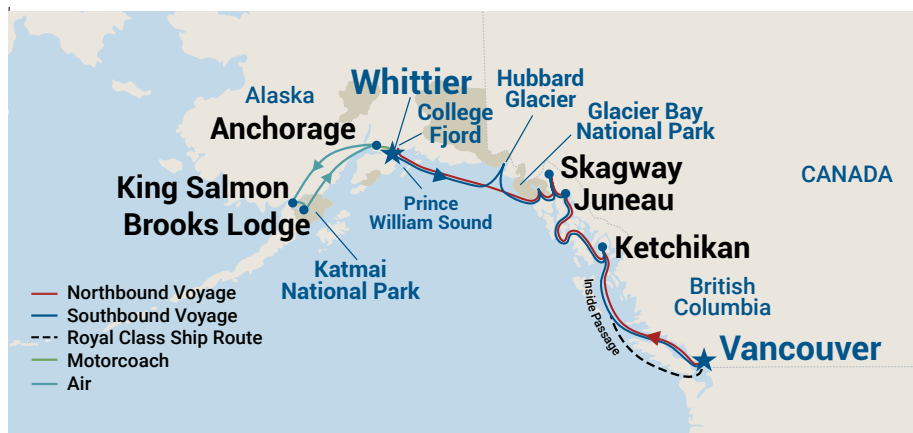 Alaska
Anchorage
Whittier
College
Fjord
Hubbard
Glacier
Glacier Bay
National Park
Skagway
Juneau
CANADA
King Salmon
Brooks Lodge
Prince
William Sound
Katmai
National Park
Ketchikan
Inside Passage
British
Columbia
Vancouver
Northbound Voyage
Southbound Voyage
Royal Class Ship Route
Motorcoach
Air